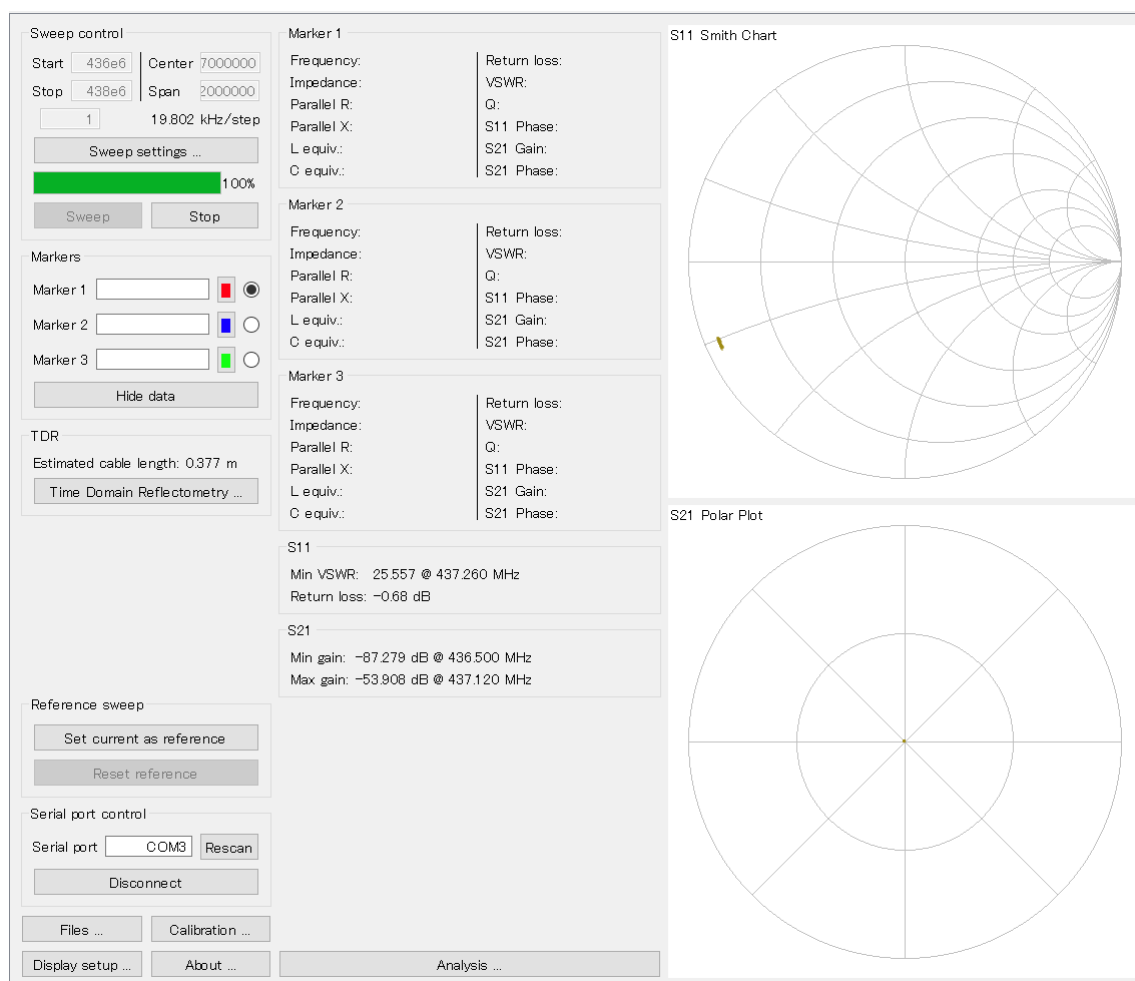 Sweep control
Start 436e6 Center 7000000
Stop 438e6 Span 2000000
1 19.802 kHz/step
Sweep settings ...
100%
Sweep Stop
Markers
Marker 1
Marker 2
Marker 3
Hide data
TDR
Estimated cable length: 0.377 m
Time Domain Reflectometry ...
Reference sweep
Set current as reference
Reset reference
Serial port control
Serial port COM3 Rescan
Disconnect
Files ... Calibration ...
Display setup ... About ...
Marker 1
Frequency: Return loss:
Impedance: VSWR:
Parallel R: Q:
Parallel X: S11 Phase:
L equiv.: S21 Gain:
C equiv.: S21 Phase:
Marker 2
Frequency: Return loss:
Impedance: VSWR:
Parallel R: Q:
Parallel X: S11 Phase:
L equiv.: S21 Gain:
C equiv.: S21 Phase:
Marker 3
Frequency: Return loss:
Impedance: VSWR:
Parallel R: Q:
Parallel X: S11 Phase:
L equiv.: S21 Gain:
C equiv.: S21 Phase:
S11
Min VSWR: 25.557 @ 437.260 MHz
Return loss: -0.68 dB
S21
Min gain: -87.279 dB @ 436.500 MHz
Max gain: -53.908 dB @ 437.120 MHz
Analysis ...
S11 Smith Chart
S21 Polar Plot